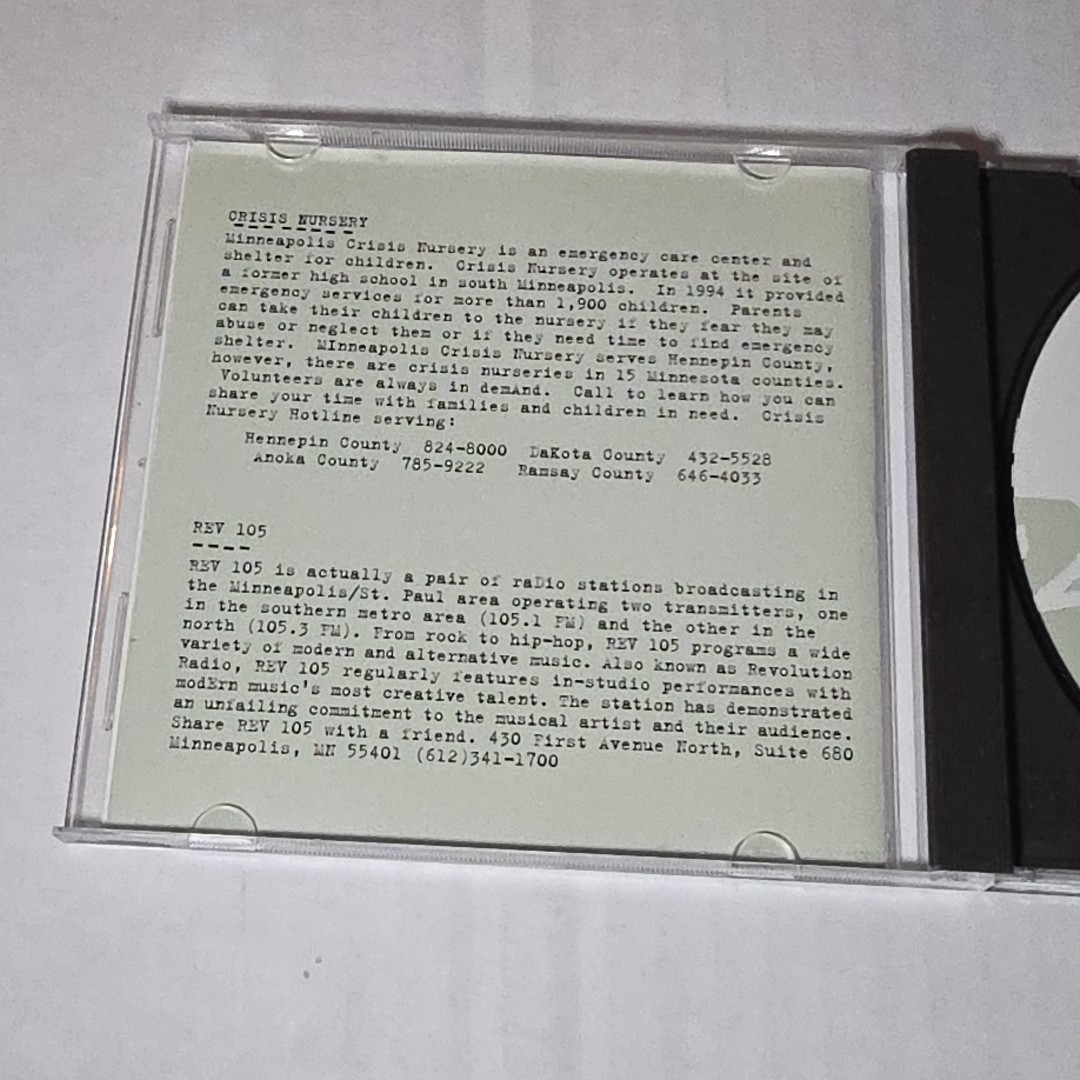 CRISIS NURSERY
Minneapolis Crisis Nursery is an emergency care center and
shelter for children. Crisis Nursery operates at the site of
a former high school in south Minneapolis. In 1994 it provided
emergency services for more than 1,900 children. Parents
can take their children to the nursery if they fear they may
abuse or neglect them or if they need time to find emergency
shelter. MInneapolis Crisis Nursery serves Hennepin County,
however, there are crisis nurseries in 15 Minnesota counties.
Volunteers are always in demAnd. Call to learn how you can
share your time with families and children in need. Crisis
Nursery Hotline serving:
Hennepin County 824-8000 DaKota County 432-5528
Anoka County 785-9222 Ramsay County 646-4033
REV 105
----
REV 105 is actually a pair of raDio stations broadcasting in
the Minneapolis/St. Paul area operating two transmitters, one
in the southern metro area (105.1 FM) and the other in the
north (105.3 FM). From rock to hip-hop, REV 105 programs a wide
variety of modern and alternative music. Also known as Revolution
Radio, REV 105 regularly features in-studio performances with
modErn music's most creative talent. The station has demonstrated
an unfailing commitment to the musical artist and their audience.
Share REV 105 with a friend. 430 First Avenue North, Suite 680
Minneapolis, MN 55401 (612)341-1700